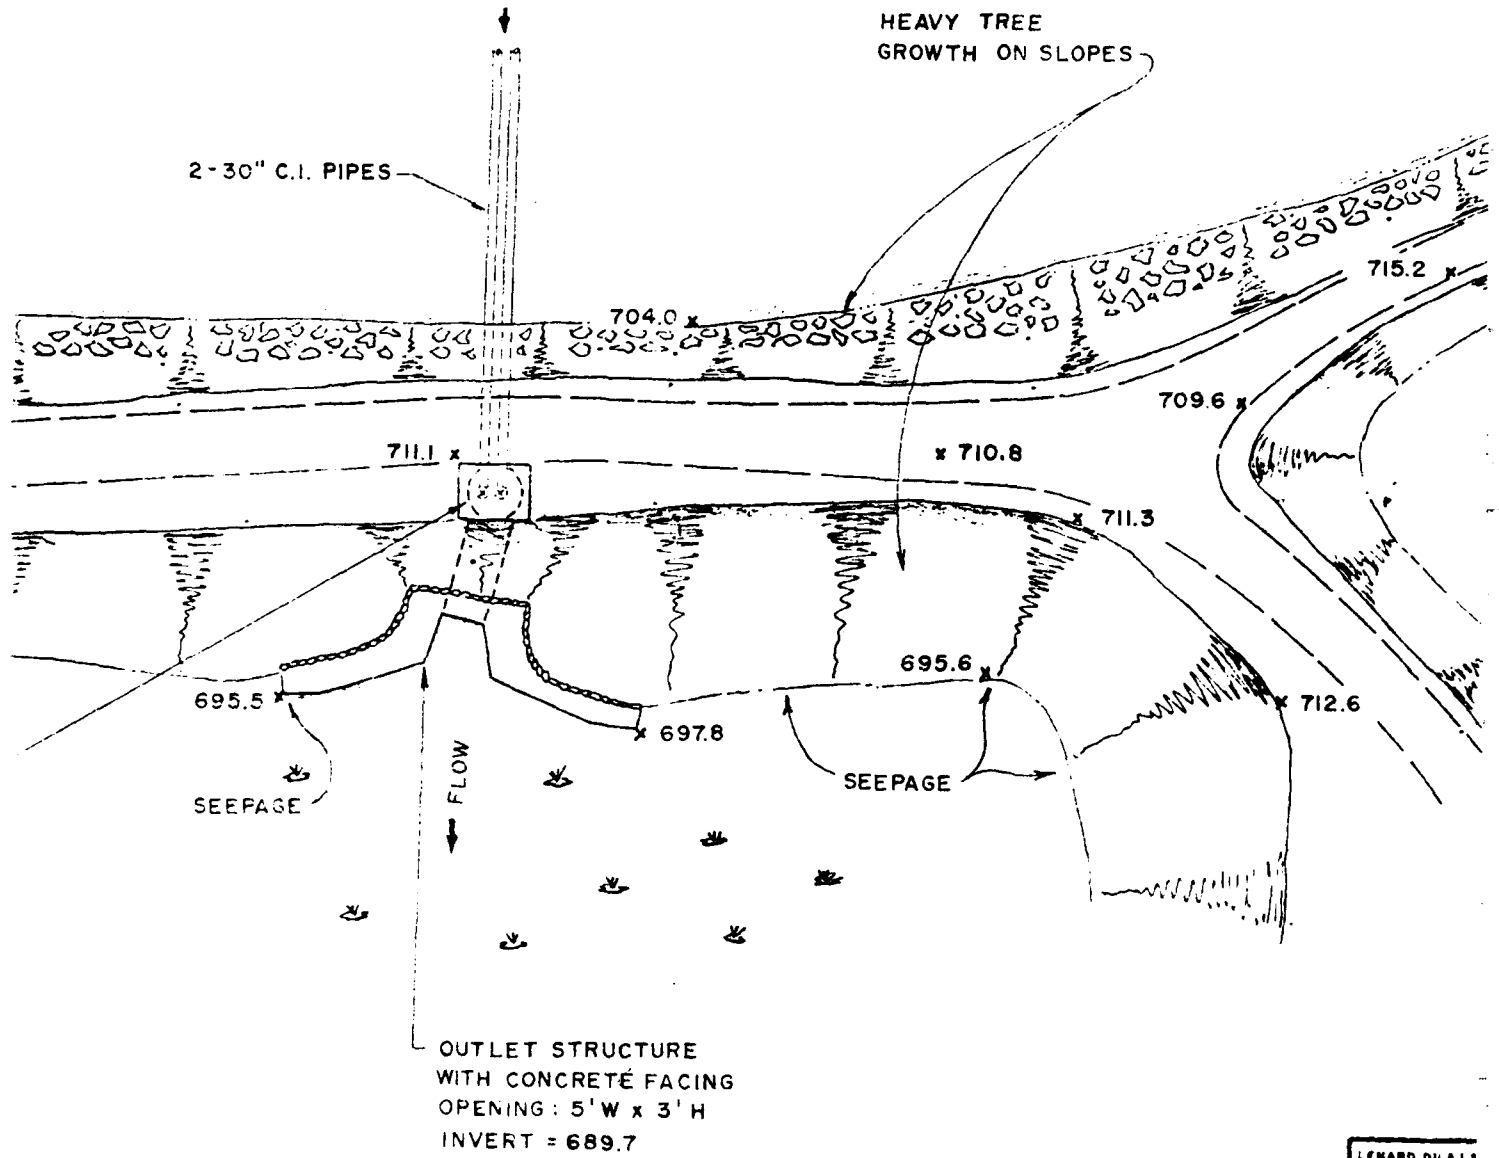 HEAVY TREE
GROWTH ON SLOPES
2-30" C.I. PIPES
715.2
704.0
709.6
711.1
710.8
711.3
695.6
695.5
712.6
697.8
FLOW
SEEPAGE
SEEPAGE
OUTLET STRUCTURE
WITH CONCRETE FACING
OPENING: 5'W x 3'H
INVERT = 689.7